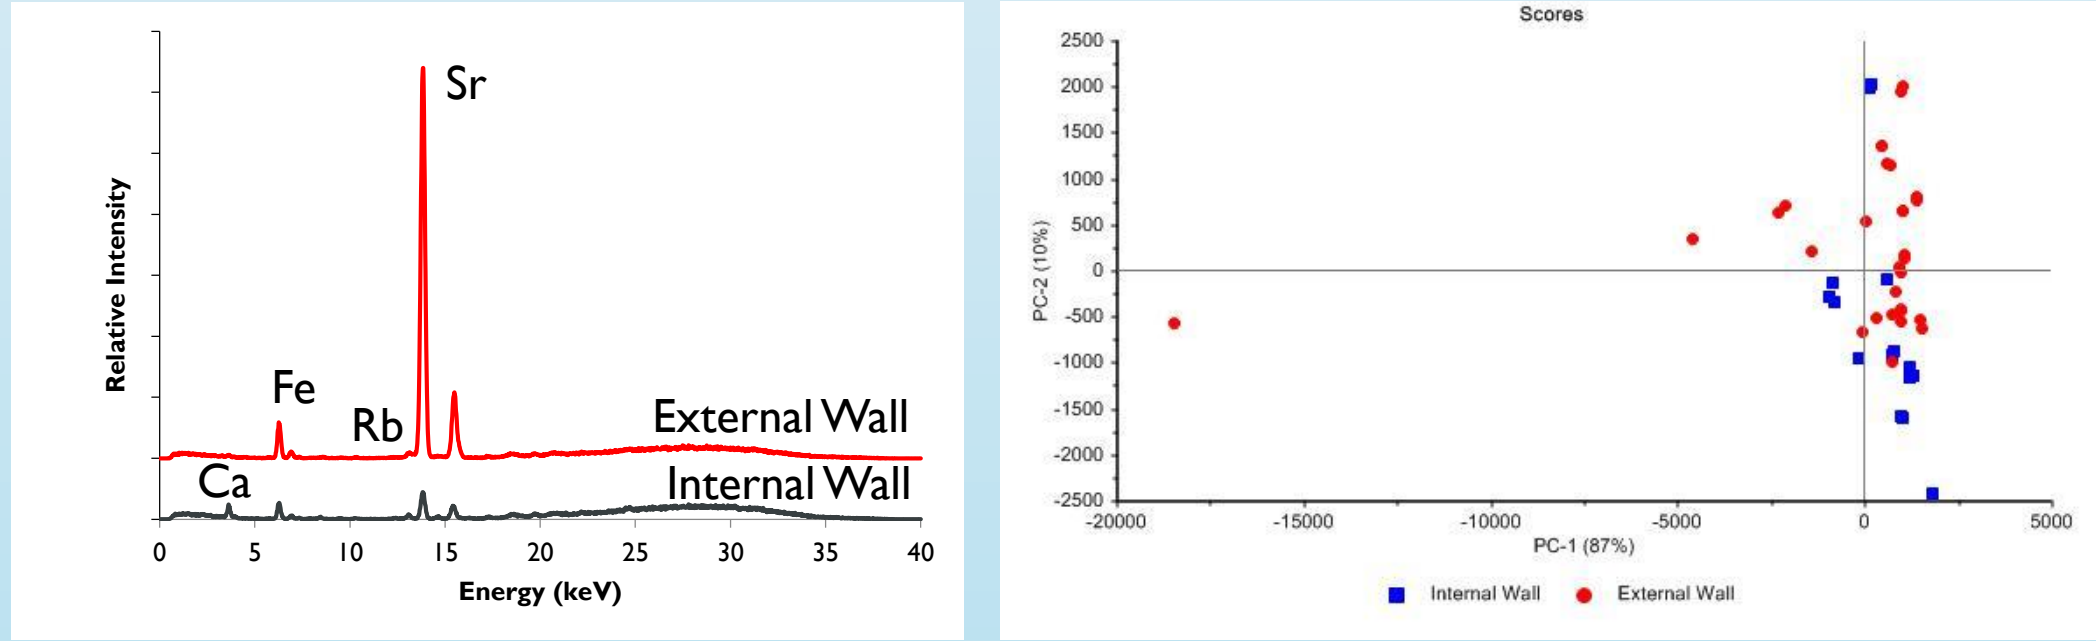 Relative Intensity
Sr
Fe
Rb
External Wall
Ca
Internal Wall
0 5 10 15 20 25 30 35 40
Energy (keV)
Scores
2500
2000
1500
1000
500
0
-500
-1000
-1500
-2000
-2500
PC-2 (10%)
-20000 -15000 -10000 -5000 0 5000
PC-1 (87%)
Internal Wall External Wall